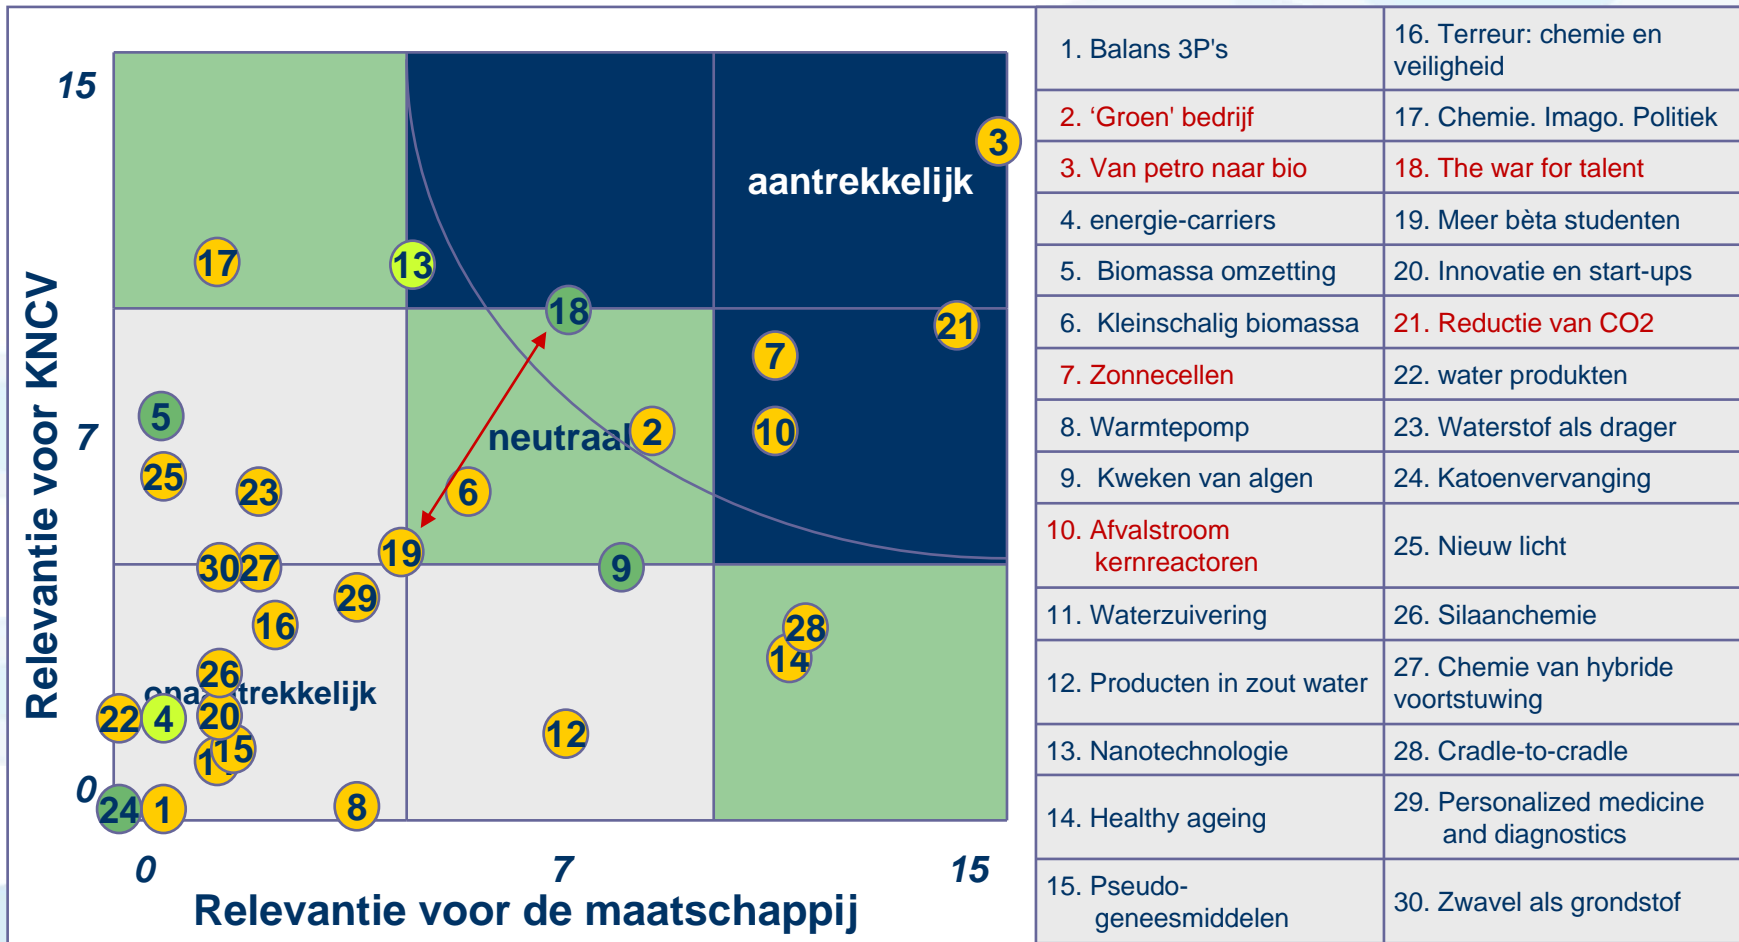 15
7
0
Relevantie voor KNCV
0
7
15
Relevantie voor de maatschappij
aantrekkelijk
neutraal
3
17
13
18
21
7
5
2
10
25
23
6
19
30
27
9
29
16
28
14
26
22
4
20
15
12
24
1
8
1. Balans 3P's
2. ‘Groen' bedrijf
3. Van petro naar bio
4. energie-carriers
5. Biomassa omzetting
6. Kleinschalig biomassa
7. Zonnecellen
8. Warmtepomp
9. Kweken van algen
10. Afvalstroom
kernreactoren
11. Waterzuivering
12. Producten in zout water
13. Nanotechnologie
14. Healthy ageing
15. Pseudo-
geneesmiddelen
16. Terreur: chemie en
veiligheid
17. Chemie. Imago. Politiek
18. The war for talent
19. Meer bèta studenten
20. Innovatie en start-ups
21. Reductie van CO2
22. water produkten
23. Waterstof als drager
24. Katoenvervanging
25. Nieuw licht
26. Silaanchemie
27. Chemie van hybride
voortstuwing
28. Cradle-to-cradle
29. Personalized medicine
and diagnostics
30. Zwavel als grondstof